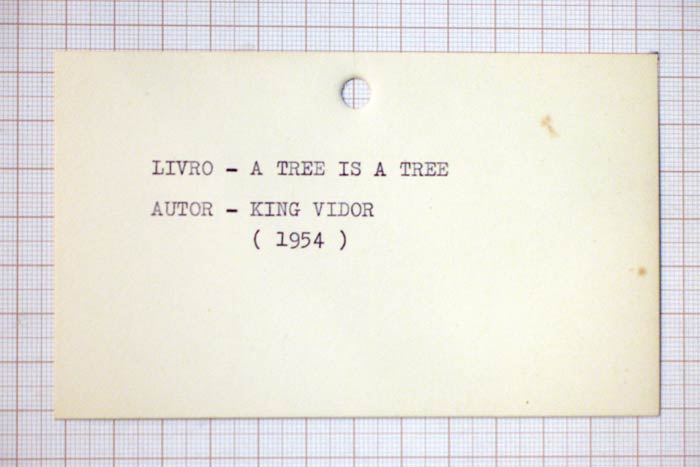 LIVRO - A TREE IS A TREE
AUTOR - KING VIDOR
( 1954 )